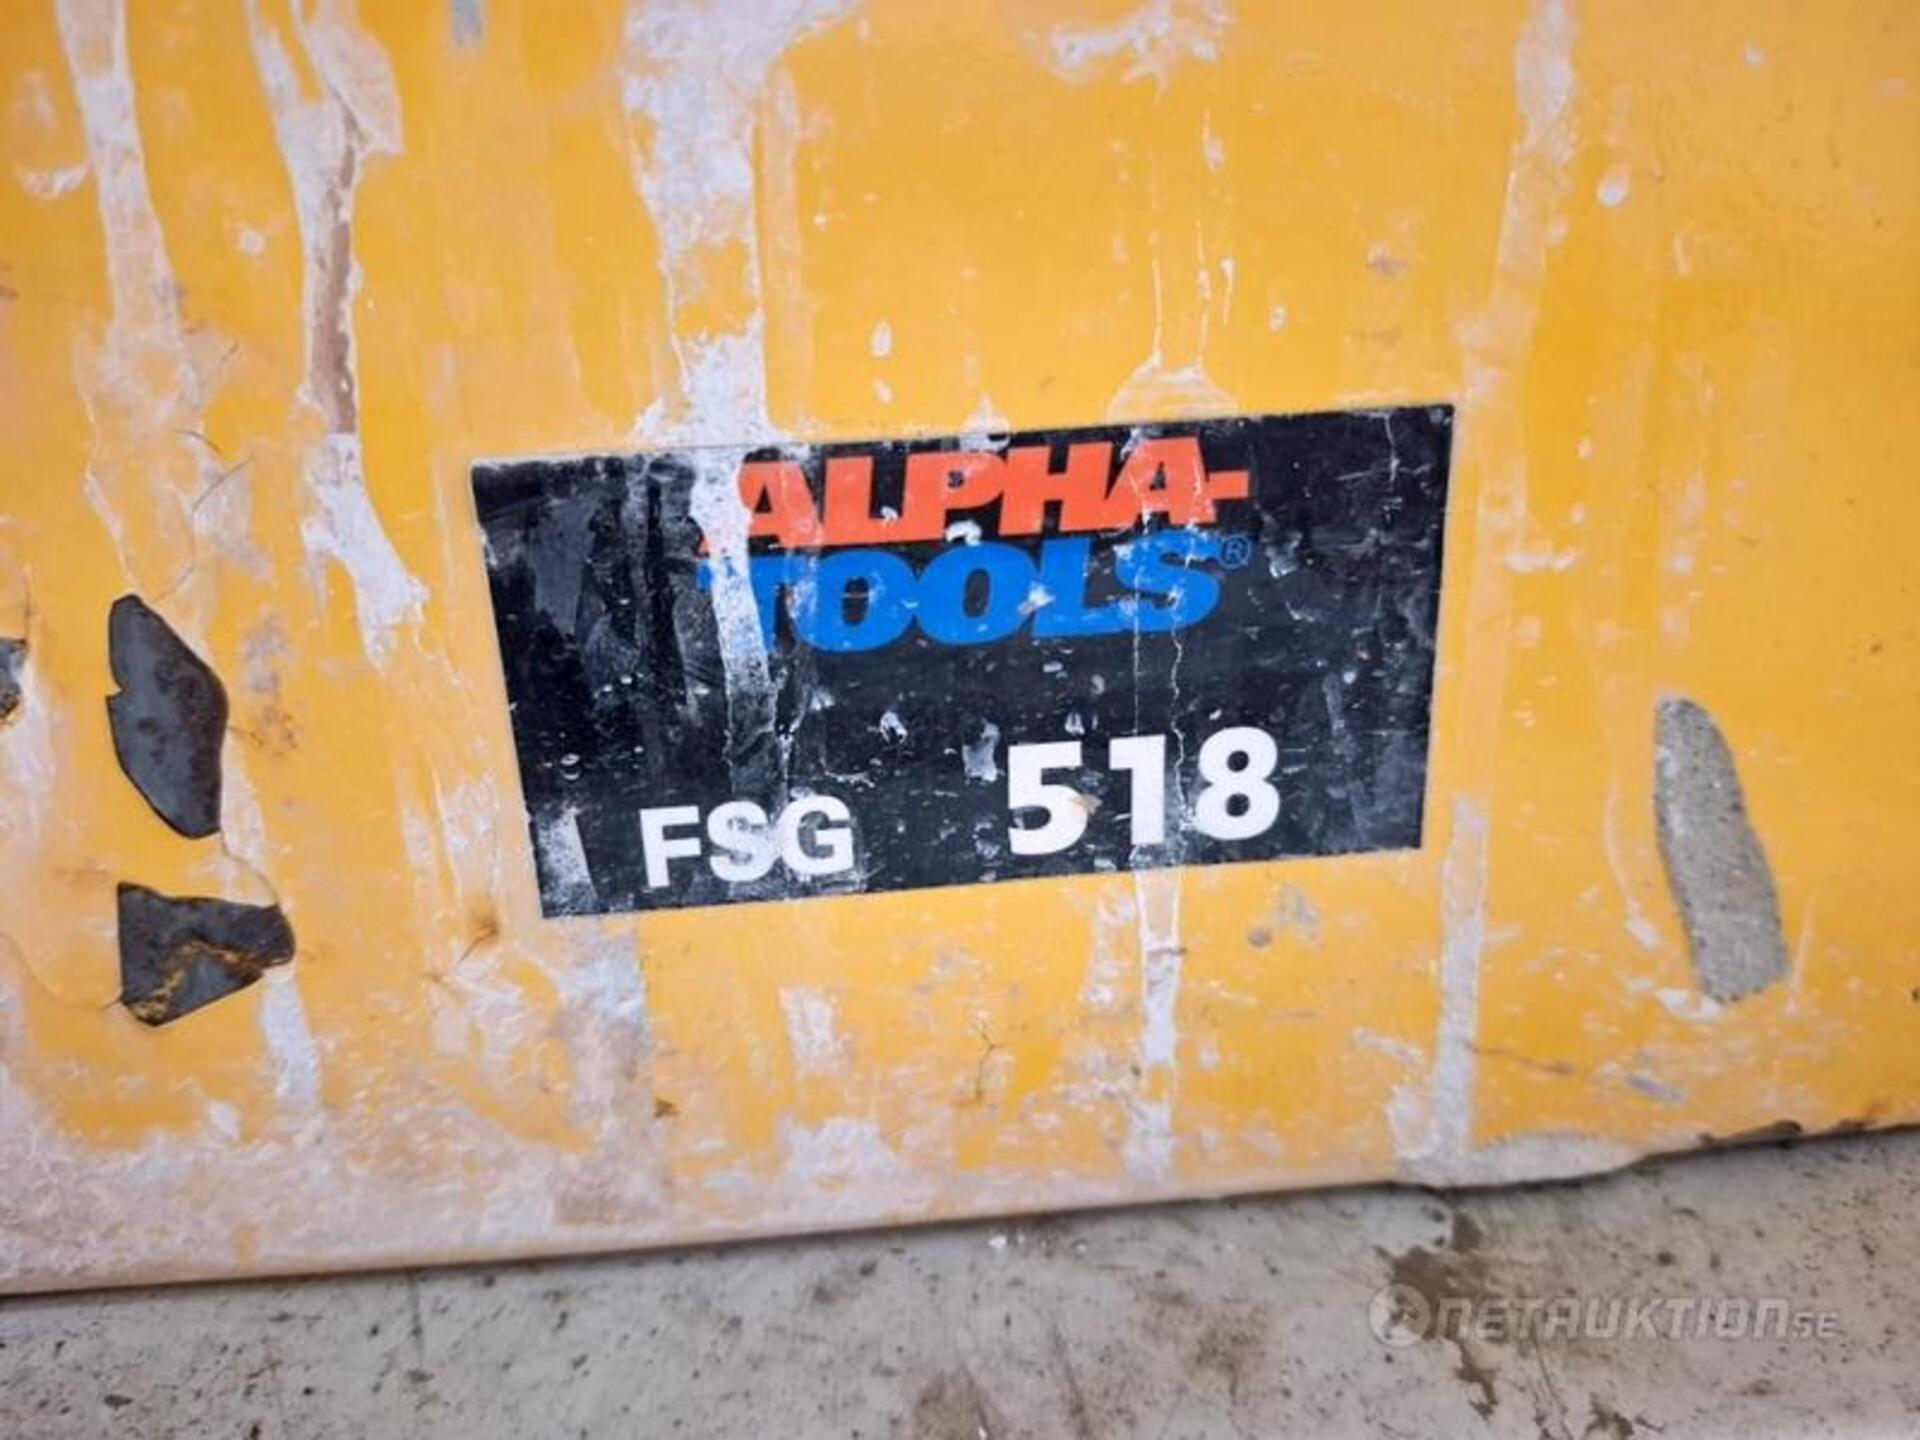 ALPHA-
TOOLS®
FSG 518
NETAUKTION.SE